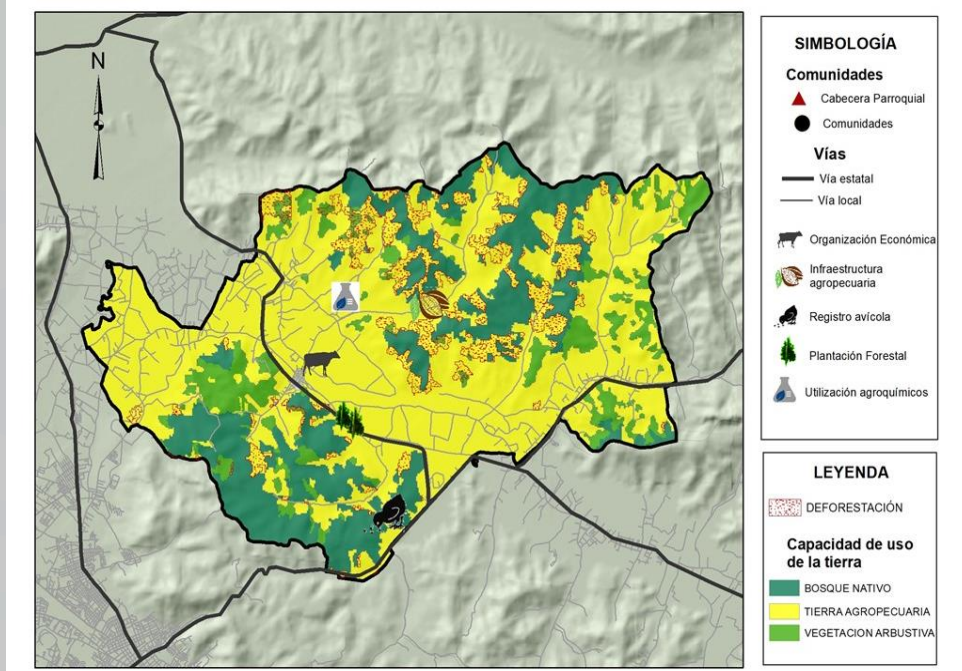 N
SIMBOLOGÍA
Comunidades
Cabecera Parroquial
Comunidades
Vías
Vía estatal
Vía local
Organización Económica
Infraestructura
agropecuaria
Registro avícola
Plantación Forestal
Utilización agroquímicos
LEYENDA
DEFORESTACIÓN
Capacidad de uso
de la tierra
BOSQUE NATIVO
TIERRA AGROPECUARIA
VEGETACION ARBUSTIVA